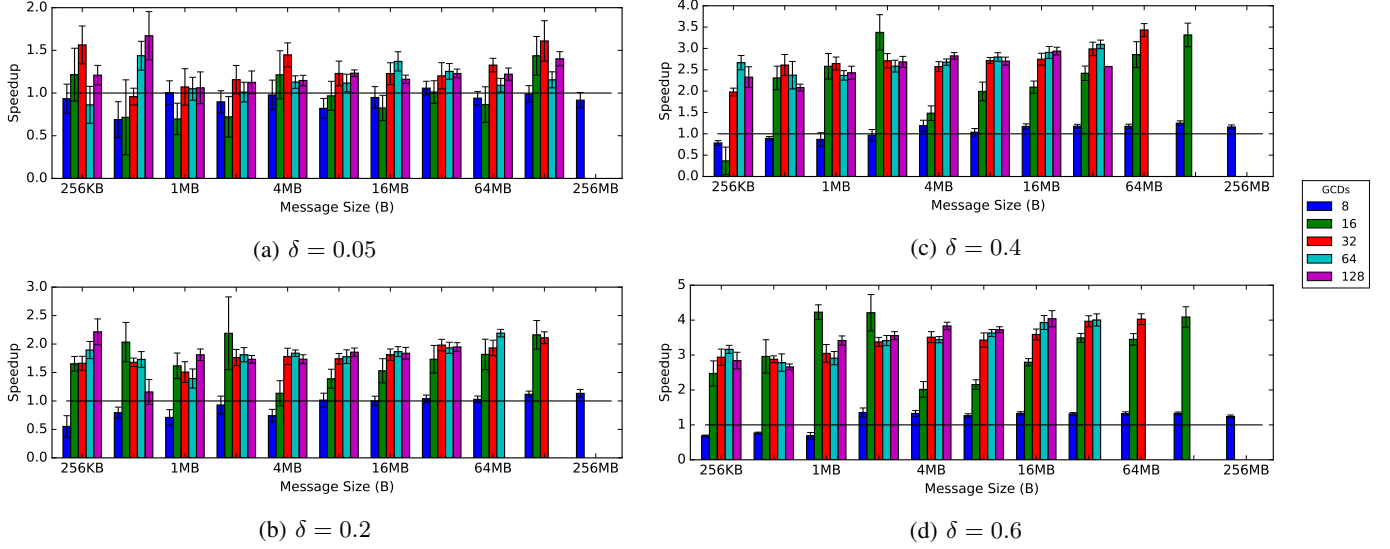 2.0
1.5
1.0
0.5
0.0
Speedup
256KB 1MB 4MB 16MB 64MB 256MB
Message Size (B)
(a) δ = 0.05
3.0
2.5
2.0
1.5
1.0
0.5
0.0
Speedup
256KB 1MB 4MB 16MB 64MB 256MB
Message Size (B)
(b) δ = 0.2
4.0
3.5
3.0
2.5
2.0
1.5
1.0
0.5
0.0
Speedup
256KB 1MB 4MB 16MB 64MB 256MB
Message Size (B)
(c) δ = 0.4
5
4
3
2
1
0
Speedup
256KB 1MB 4MB 16MB 64MB 256MB
Message Size (B)
(d) δ = 0.6
GCDs
8
16
32
64
128